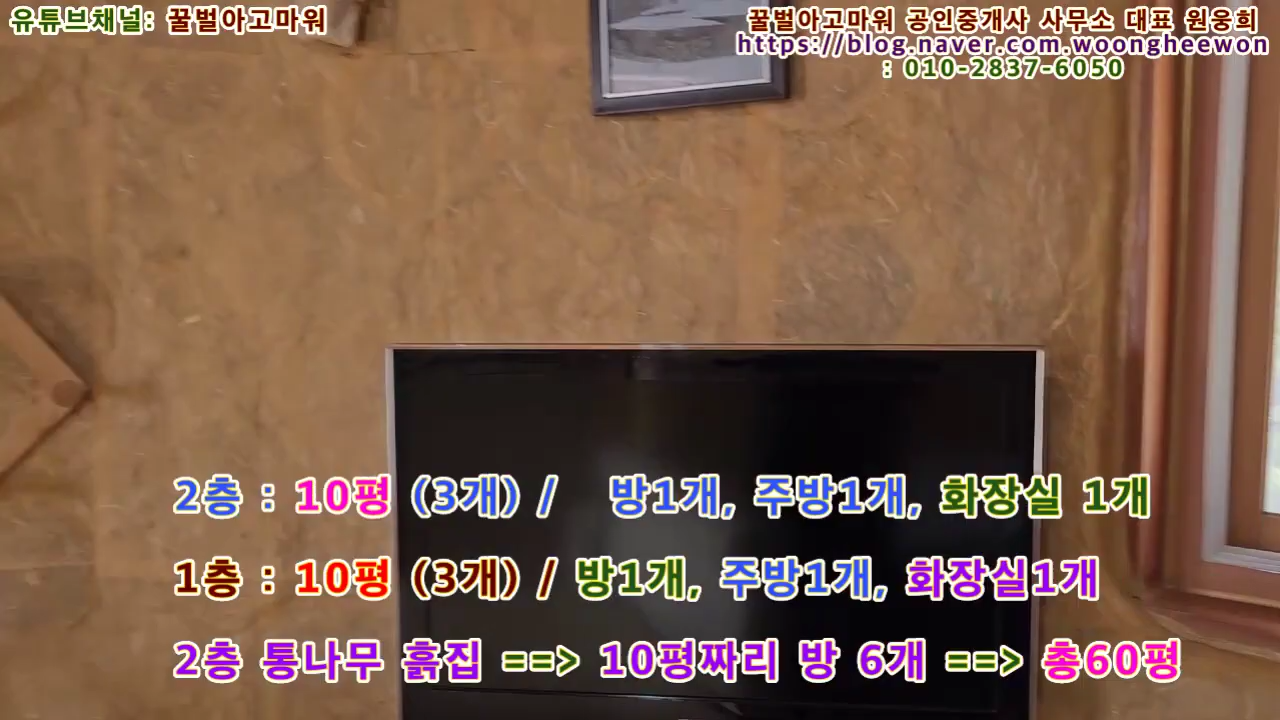 유튜브채널: 꿀벌아고마워
꿀벌아고마워 공인중개사 사무소 대표 원웅희
https://blog.naver.com.woongheewon
: 010-2837-6050
2층 : 10평 (3개) / 방1개, 주방1개, 화장실 1개
1층 : 10평 (3개) / 방1개, 주방1개, 화장실1개
2층 통나무 흙집 ==> 10평짜리 방 6개 ==> 총60평